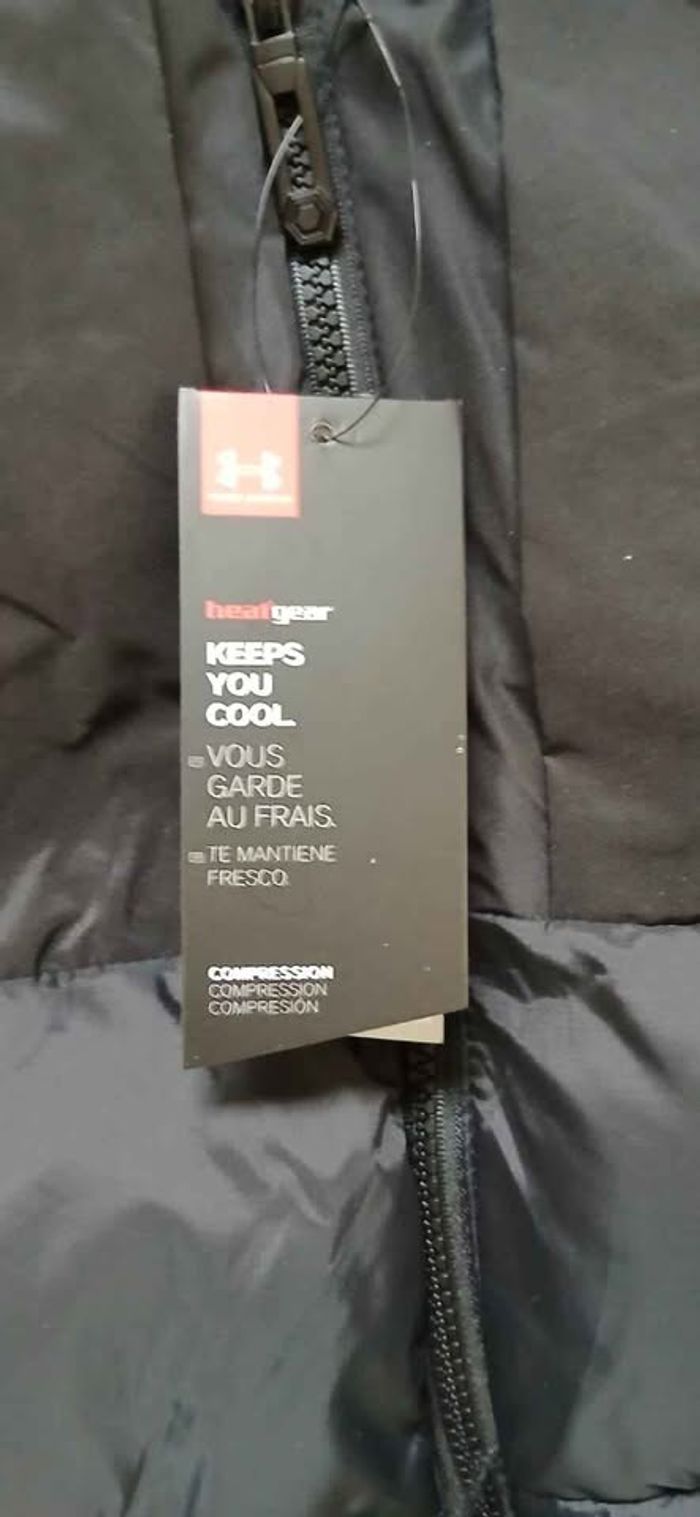 heatgear
KEEPS
YOU
COOL.
VOUS
GARDE
AU FRAIS.
TE MANTIENE
FRESCO.
COMPRESSION
COMPRESSION
COMPRESIÓN